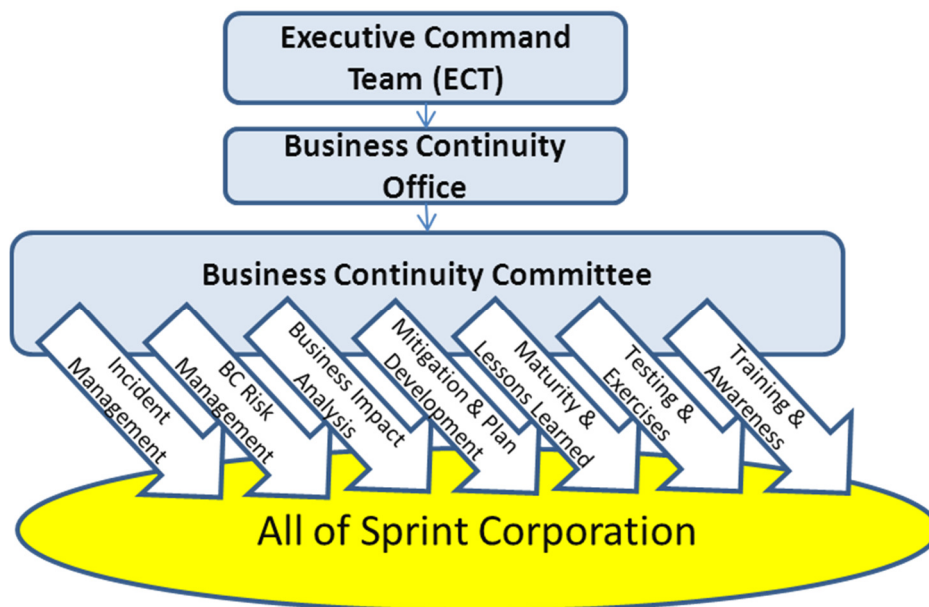 Executive Command
Team (ECT)
Business Continuity
Office
Business Continuity Committee
Incident
Management
BC Risk
Management
Business Impact
Analysis
Mitigation & Plan
Development
Maturity &
Lessons Learned
Testing &
Exercises
Training &
Awareness
All of Sprint Corporation